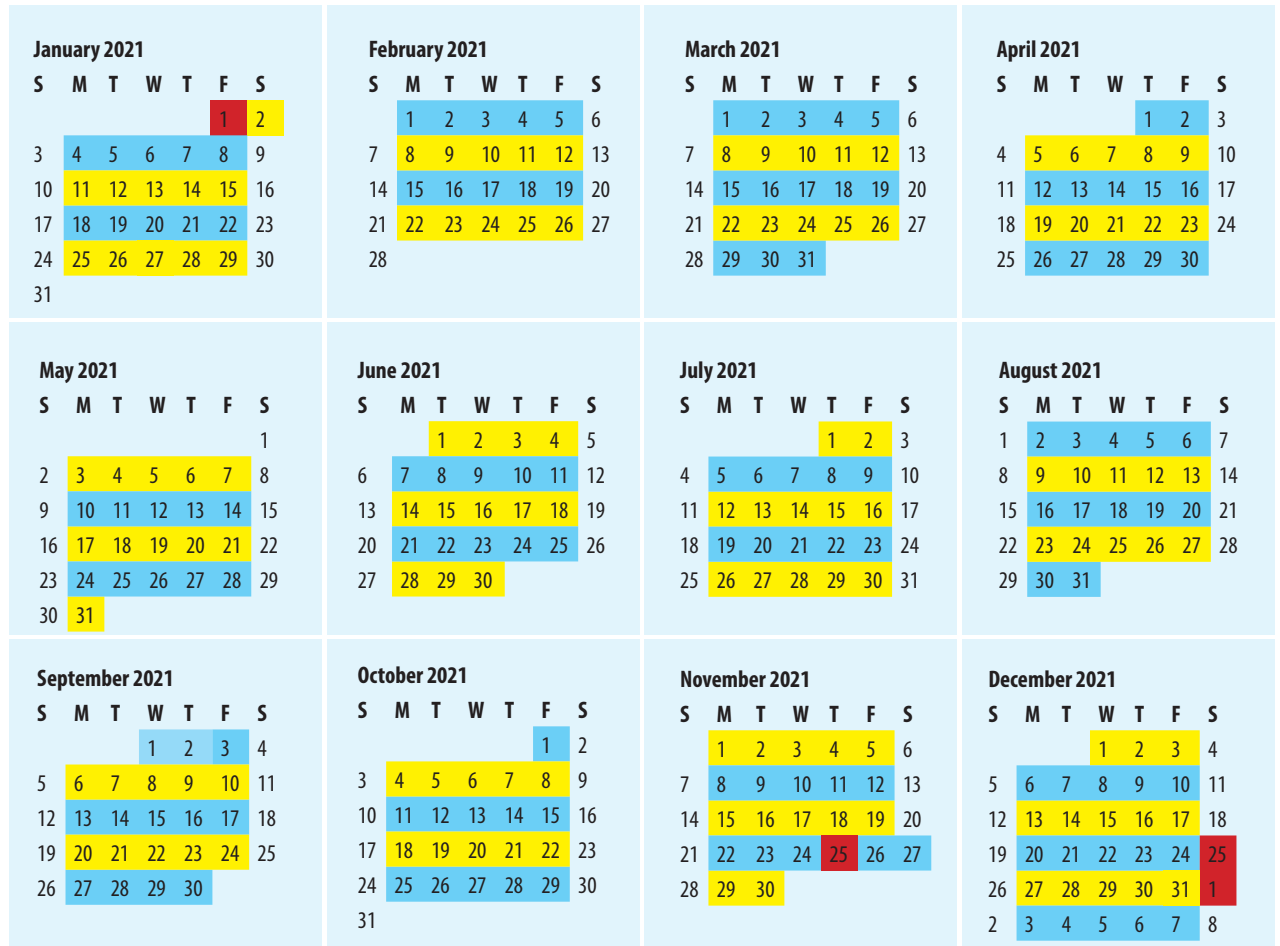 January 2021
S M T W T F S
1 2
3 4 5 6 7 8 9
10 11 12 13 14 15 16
17 18 19 20 21 22 23
24 25 26 27 28 29 30
31
February 2021
S M T W T F S
1 2 3 4 5 6
7 8 9 10 11 12 13
14 15 16 17 18 19 20
21 22 23 24 25 26 27
28
March 2021
S M T W T F S
1 2 3 4 5 6
7 8 9 10 11 12 13
14 15 16 17 18 19 20
21 22 23 24 25 26 27
28 29 30 31
April 2021
S M T W T F S
1 2 3
4 5 6 7 8 9 10
11 12 13 14 15 16 17
18 19 20 21 22 23 24
25 26 27 28 29 30
May 2021
S M T W T F S
1
2 3 4 5 6 7 8
9 10 11 12 13 14 15
16 17 18 19 20 21 22
23 24 25 26 27 28 29
30 31
June 2021
S M T W T F S
1 2 3 4 5
6 7 8 9 10 11 12
13 14 15 16 17 18 19
20 21 22 23 24 25 26
27 28 29 30
July 2021
S M T W T F S
1 2 3
4 5 6 7 8 9 10
11 12 13 14 15 16 17
18 19 20 21 22 23 24
25 26 27 28 29 30 31
August 2021
S M T W T F S
1 2 3 4 5 6 7
8 9 10 11 12 13 14
15 16 17 18 19 20 21
22 23 24 25 26 27 28
29 30 31
September 2021
S M T W T F S
1 2 3 4
5 6 7 8 9 10 11
12 13 14 15 16 17 18
19 20 21 22 23 24 25
26 27 28 29 30
October 2021
S M T W T F S
1 2
3 4 5 6 7 8 9
10 11 12 13 14 15 16
17 18 19 20 21 22 23
24 25 26 27 28 29 30
31
November 2021
S M T W T F S
1 2 3 4 5 6
7 8 9 10 11 12 13
14 15 16 17 18 19 20
21 22 23 24 25 26 27
28 29 30
December 2021
S M T W T F S
1 2 3 4
5 6 7 8 9 10 11
12 13 14 15 16 17 18
19 20 21 22 23 24 25
26 27 28 29 30 31 1
2 3 4 5 6 7 8